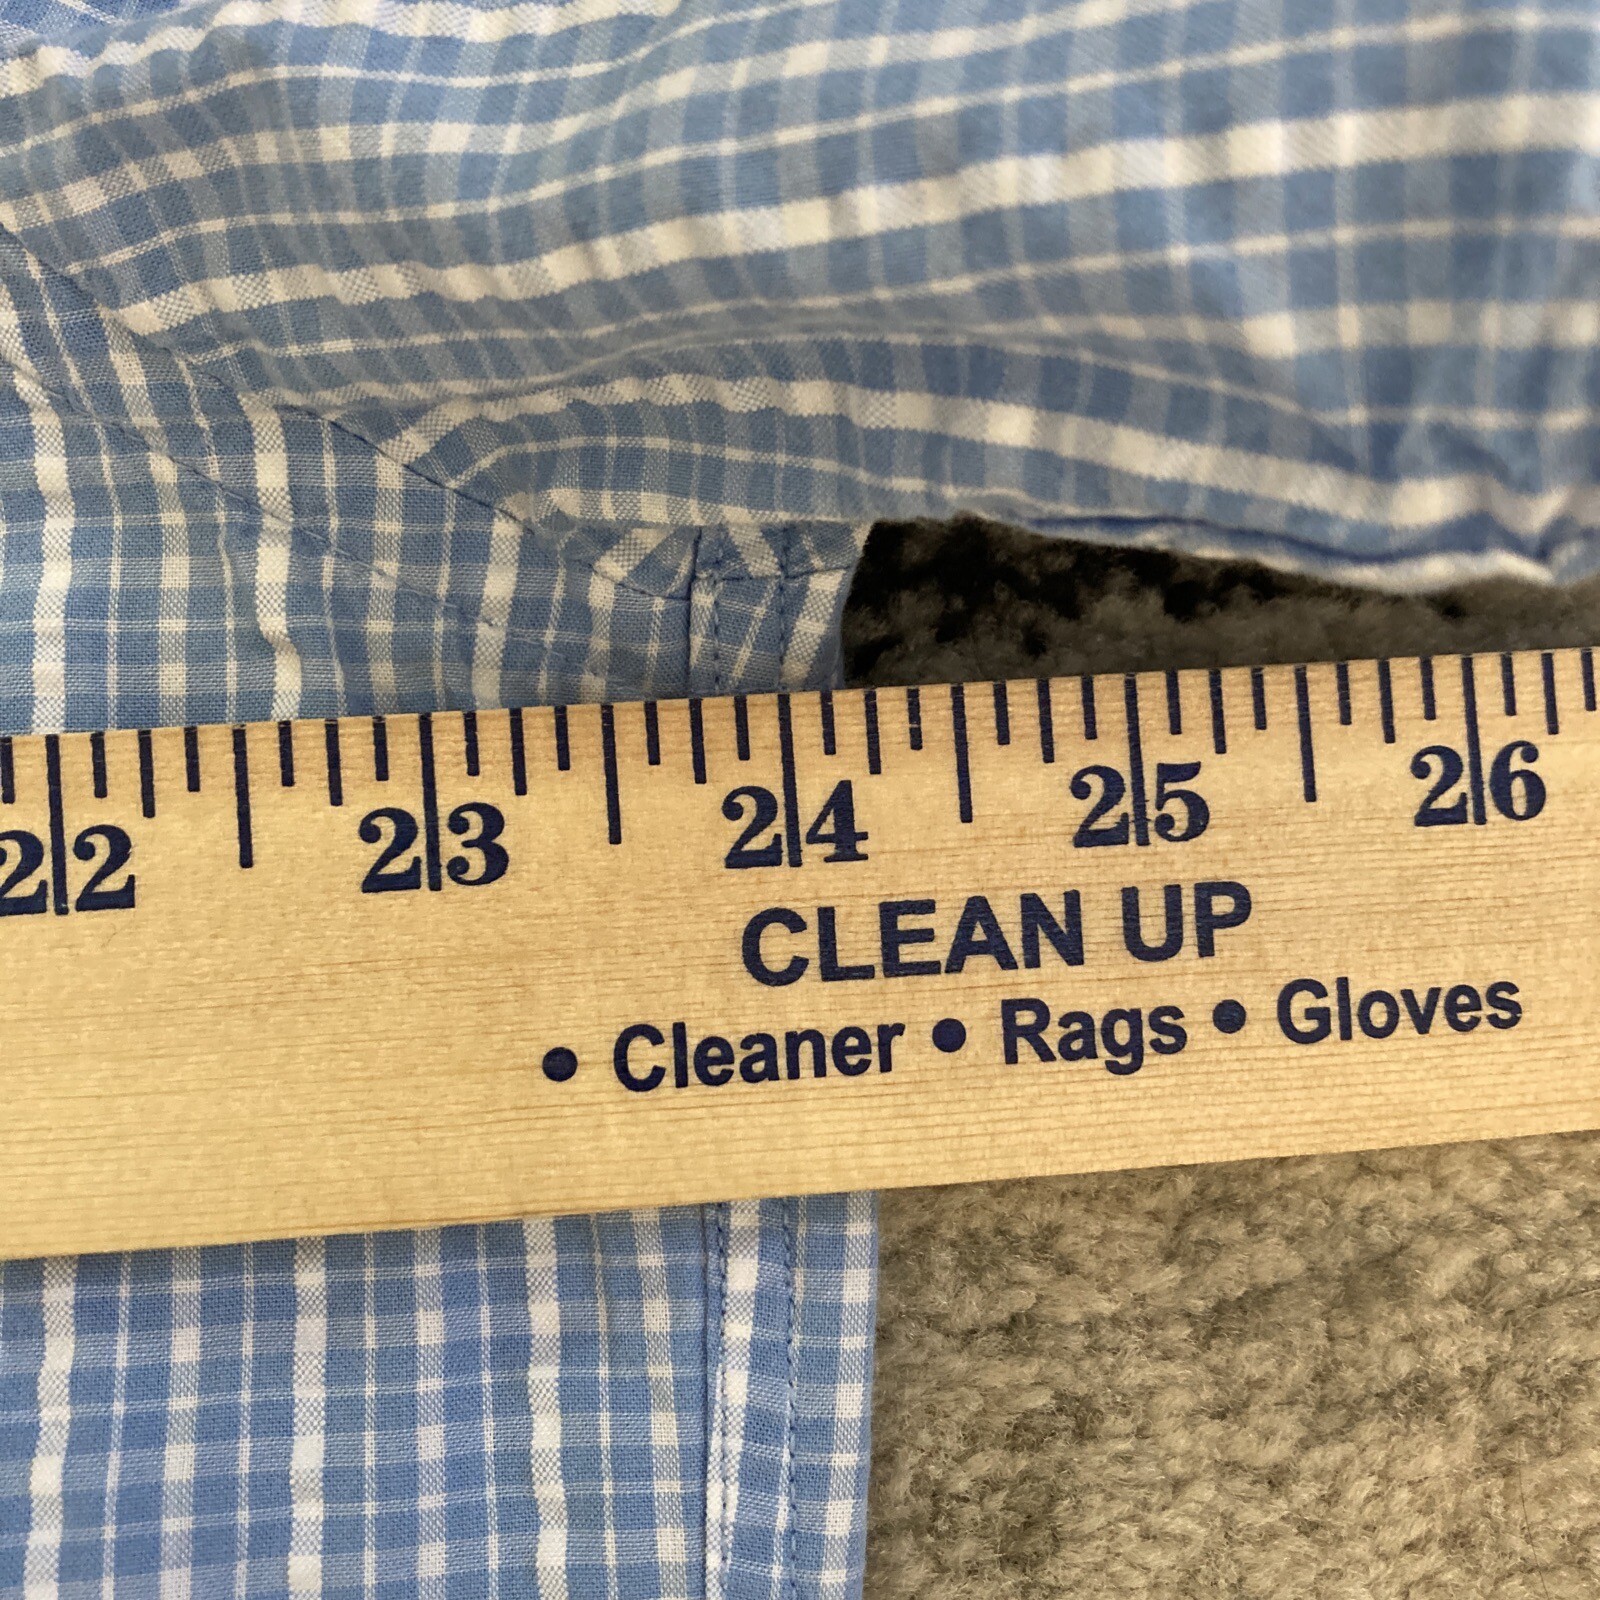 22 23 24 25 26
CLEAN UP
• Cleaner • Rags • Gloves